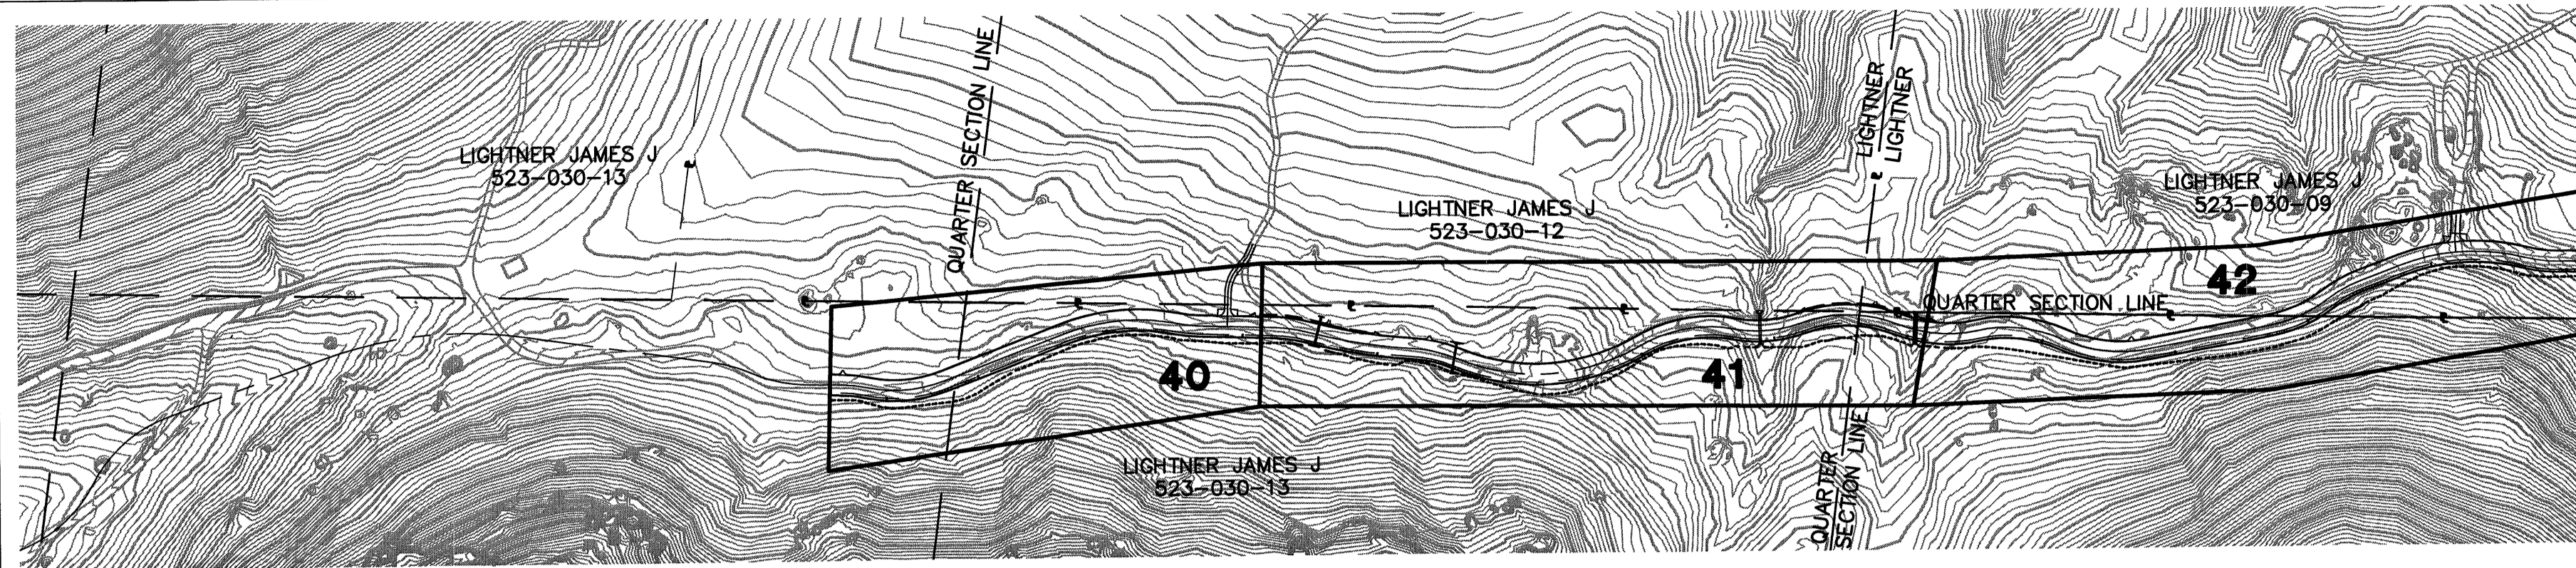 LIGHTNER JAMES J
523-030-13
QUARTER SECTION LINE
LIGHTNER JAMES J
523-030-12
LIGHTNER
LIGHTNER
LIGHTNER JAMES J
523-030-09
42
QUARTER SECTION LINE
40
41
LIGHTNER JAMES J
523-030-13
QUARTER
SECTION LINE